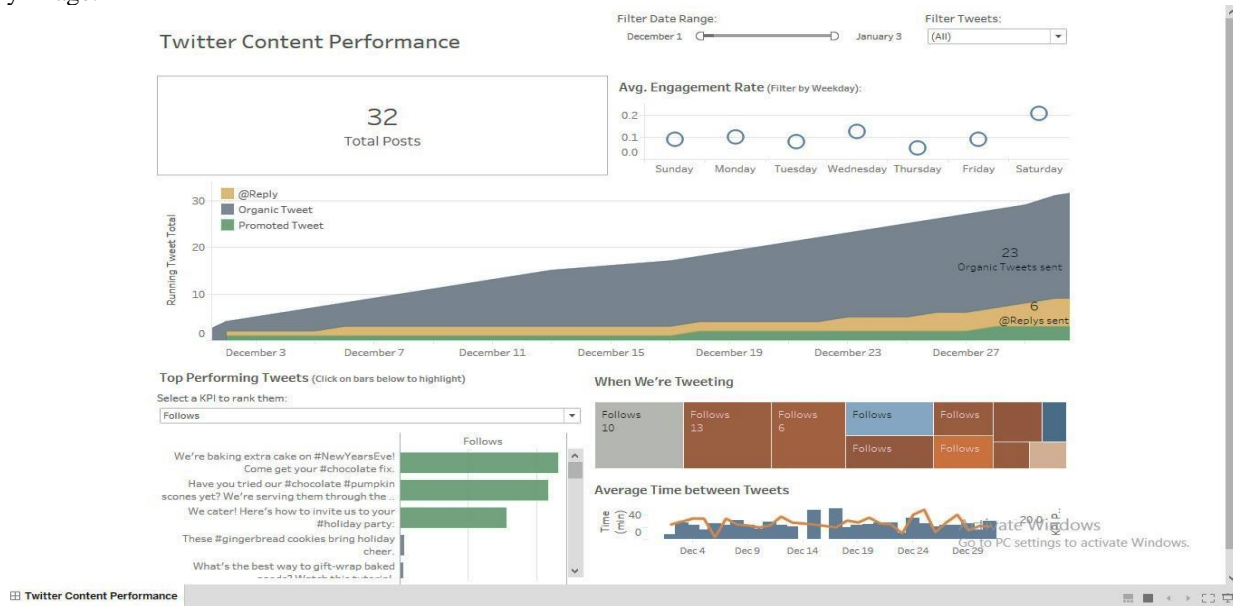 Filter Date Range:
Filter Tweets:
December 1
January 3
(All)
Twitter Content Performance
32
Total Posts
Avg. Engagement Rate (Filter by Weekday):
0.2
0.1
0.0
Sunday Monday Tuesday Wednesday Thursday Friday Saturday
@Reply
Organic Tweet
Promoted Tweet
Running Tweet Total
30
20
10
0
23
Organic Tweets sent
6
@Replys sent
December 3 December 7 December 11 December 15 December 19 December 23 December 27
Top Performing Tweets (Click on bars below to highlight)
Select a KPI to rank them:
Follows
Follows
We're baking extra cake on #NewYearsEve!
Come get your #chocolate fix.
Have you tried our #chocolate #pumpkin
scones yet? We're serving them through the ..
We cater! Here's how to invite us to your
#holiday party:
These #gingerbread cookies bring holiday
cheer.
What's the best way to gift-wrap baked
When We're Tweeting
Follows Follows Follows Follows Follows
10 13 6
Follows Follows
Average Time between Tweets
Time
(min)
40
0
20.0
Dec 4 Dec 9 Dec 14 Dec 19 Dec 24 Dec 29
Activate Windows
Go to PC settings to activate Windows.
Twitter Content Performance